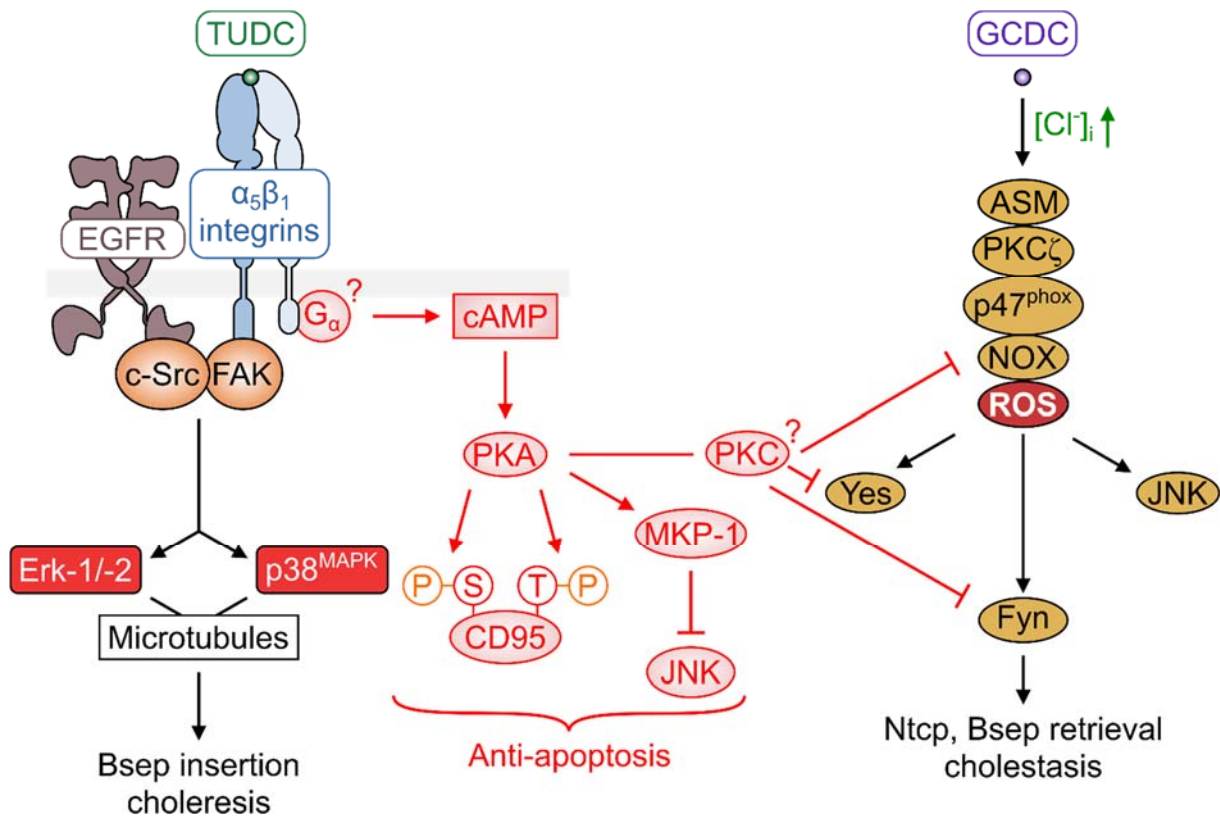 TUDC
GCDC
[Cl⁻]ᵢ
EGFR
α₅β₁
integrins
Gα
?
cAMP
c-Src
FAK
ASM
PKCζ
p47ᵖʰᵒˣ
NOX
ROS
PKA
PKC
?
Yes
JNK
MKP-1
Erk-1/-2
p38ᴹᴬᴾᴷ
P
S
T
P
CD95
Fyn
Microtubules
JNK
Anti-apoptosis
Bsep insertion
choleresis
Ntcp, Bsep retrieval
cholestasis